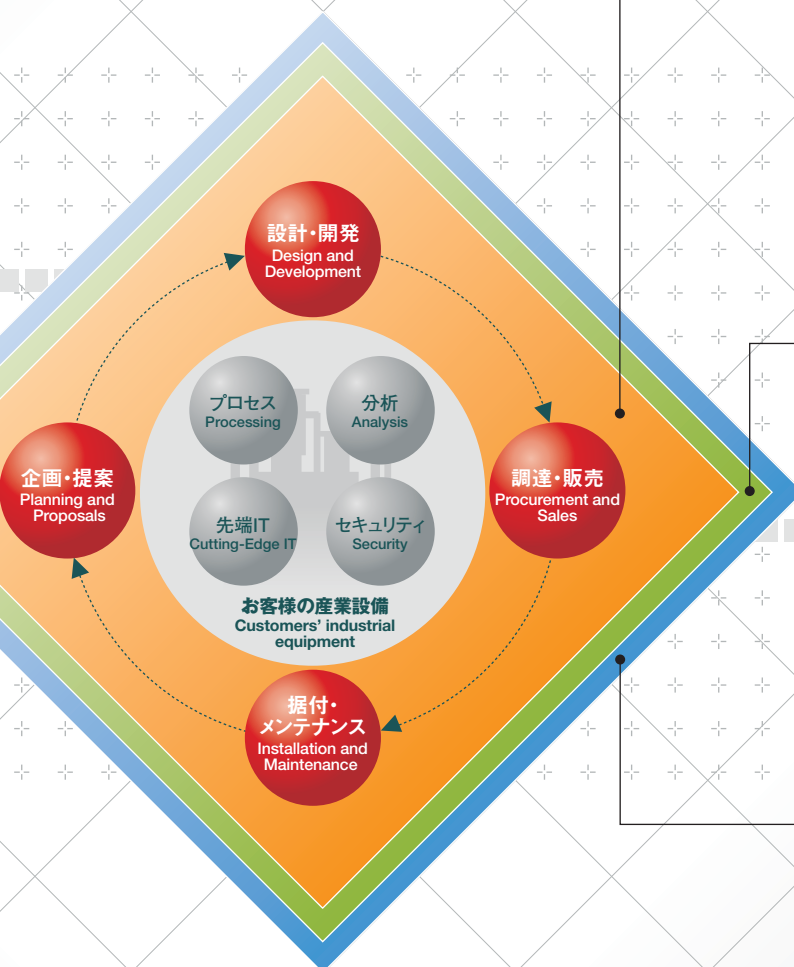 設計・開発
Design and
Development
プロセス
Processing
分析
Analysis
企画・提案
Planning and
Proposals
調達・販売
Procurement and
Sales
先端IT
Cutting-Edge IT
セキュリティ
Security
お客様の産業設備
Customers’ industrial
equipment
据付・
メンテナンス
Installation and
Maintenance